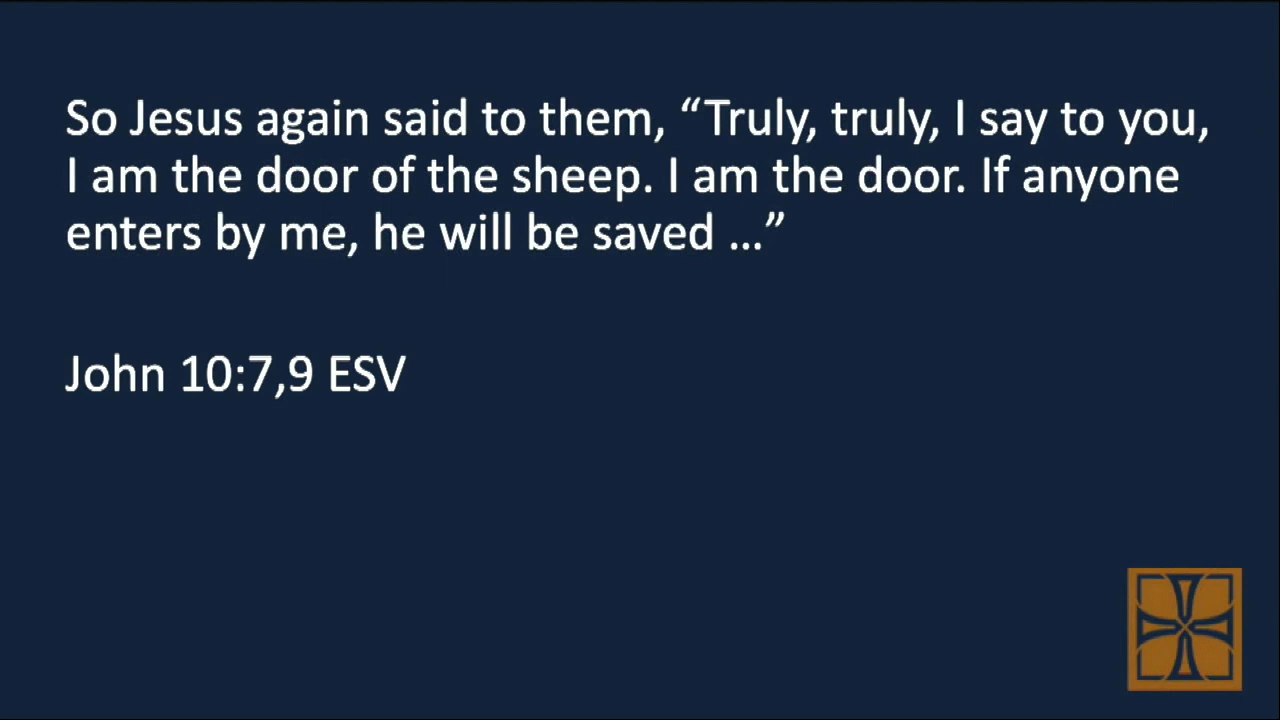 So Jesus again said to them, “Truly, truly, I say to you,
I am the door of the sheep. I am the door. If anyone
enters by me, he will be saved …”
John 10:7,9 ESV